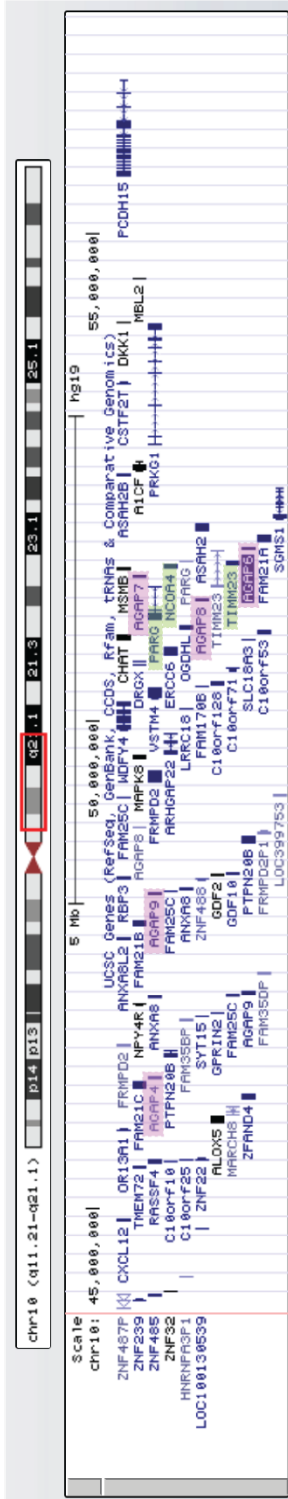 chr10 (q11.21-q21.1)
p14 p13 q21.1 21.3 23.1 25.1
Scale 5 Mb hg19
chr10: 45,000,000| 50,000,000| 55,000,000|
UCSC Genes (RefSeq, GenBank, CCDS, Rfam, tRNAs & Comparative Genomics)
ZNF487P CXCL12 OR13A1 FRMPD2 ANXA8L2 RBP3 FAM25C WDFY4 CHAT MSMB ASAH2B CSTF2T DKK1 PCDH15
ZNF239 TMEM72 FAM21C NPY4R FAM21B AGAP8 MAPK8 DRGX AGAP7 A1CF MBL2
ZNF485 RASSF4 AGAP4 ANXA8 AGAP9 FRMPD2 VSTM4 PARG PRKG1
ZNF32 C10orf10 PTPN20B FAM25C ARHGAP22 ERCC6 NCOA4
HNRNPA3P1 C10orf25 FAM35BP ANXA8 LRRC18 OGDHL PARG
LOC100130539 ZNF22 SYT15 ZNF488 FAM170B AGAP8 ASAH2
ALOX5 GPRIN2 GDF2 C10orf128 TIMM23
MARCH8 FAM25C GDF10 C10orf71 TIMM23
ZFAND4 AGAP9 PTPN20B SLC18A3 AGAP6
FAM35DP FRMPD2P1 C10orf53 FAM21A
LOC399753 SGMS1